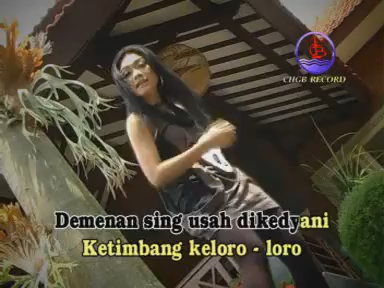 CHGB RECORD
Demenan sing usah dikedyani
Ketimbang keloro - loro